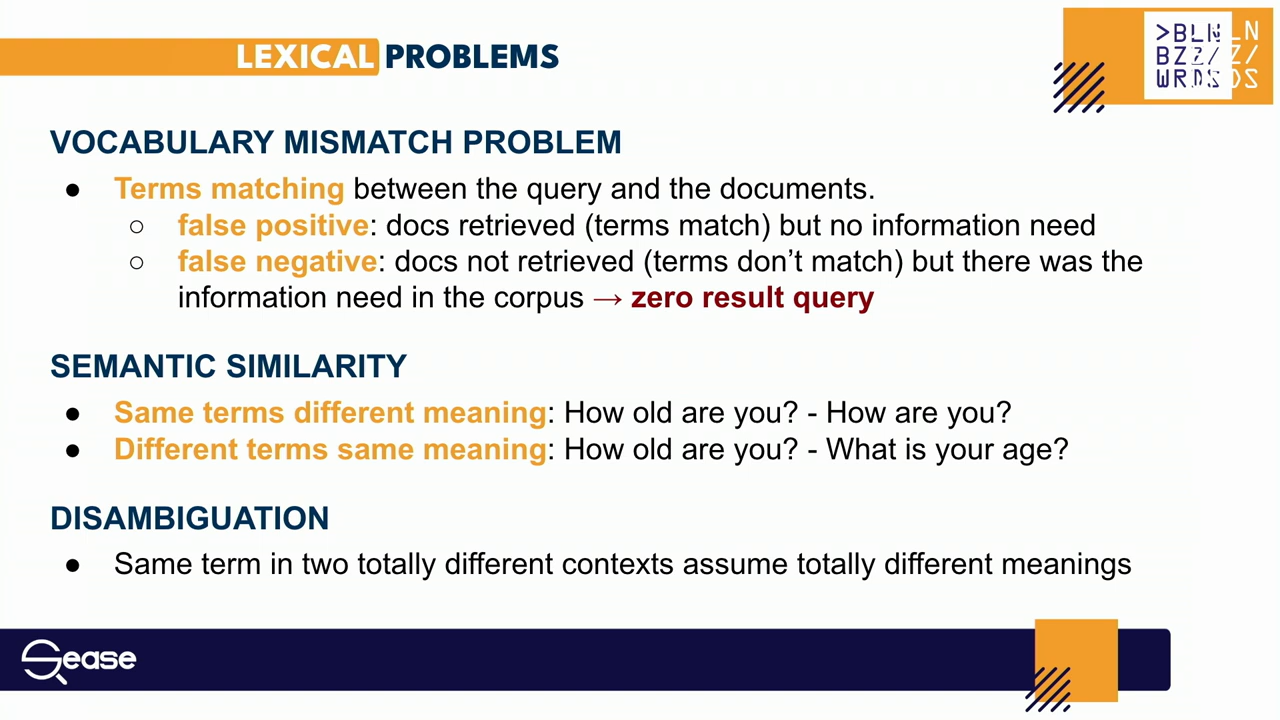 LEXICAL PROBLEMS
>BLN
BZZ/
WRDS
VOCABULARY MISMATCH PROBLEM
● Terms matching between the query and the documents.
○ false positive: docs retrieved (terms match) but no information need
○ false negative: docs not retrieved (terms don’t match) but there was the
information need in the corpus → zero result query
SEMANTIC SIMILARITY
● Same terms different meaning: How old are you? - How are you?
● Different terms same meaning: How old are you? - What is your age?
DISAMBIGUATION
● Same term in two totally different contexts assume totally different meanings
Sease